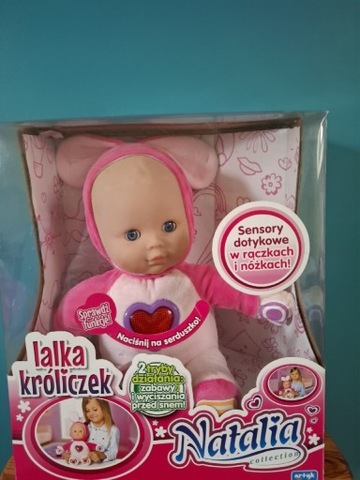 Sensory
dotykowe
w rączkach
i nóżkach!
Sprawdź
funkcje!
Naciśnij na serduszko!
lalka
króliczek
2 tryby
działania:
zabawy
i wyciszania
przed snem!
Natalia
collection
artyk